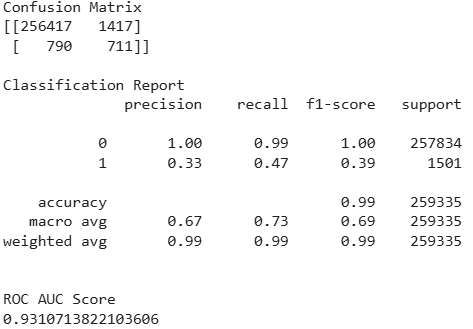 Confusion Matrix
[[256417   1417]
 [   790    711]]
Classification Report
              precision    recall  f1-score   support
           0       1.00      0.99      1.00    257834
           1       0.33      0.47      0.39      1501
    accuracy                           0.99    259335
   macro avg       0.67      0.73      0.69    259335
weighted avg       0.99      0.99      0.99    259335
ROC AUC Score
0.9310713822103606